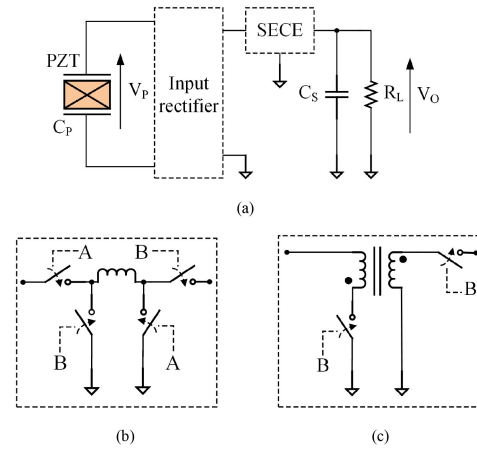 PZT
V_P
C_P
Input
rectifier
SECE
C_S
R_L
V_O
(a)
A
B
B
A
B
B
(b)
(c)